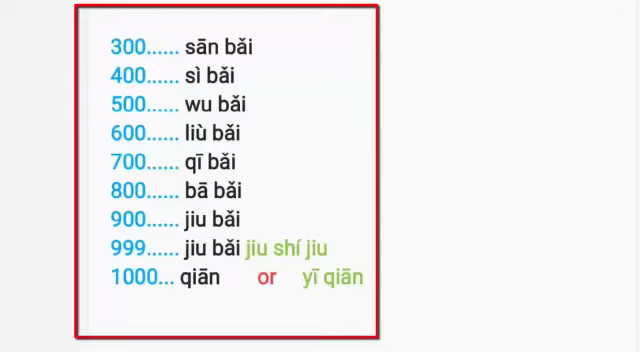 300...... sān bǎi
400...... sì bǎi
500...... wu bǎi
600...... liù bǎi
700...... qī bǎi
800...... bā bǎi
900...... jiu bǎi
999...... jiu bǎi jiu shí jiu
1000... qiān or yī qiān